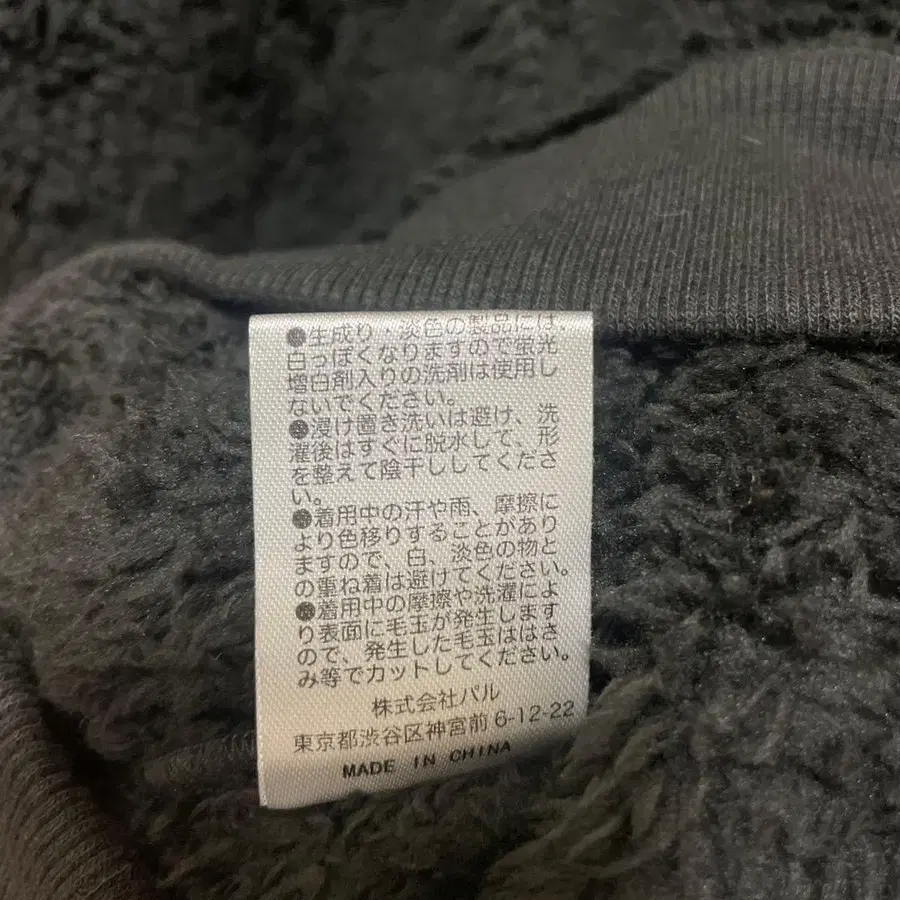 ●生成り、淡色の製品には、
白っぽくなりますので蛍光
増白剤入りの洗剤は使用し
ないでください。
●浸け置き洗いは避け、洗
濯後はすぐに脱水して、形
を整えて陰干ししてくださ
い。
●着用中の汗や雨、摩擦に
より色移りすることがあり
ますので、白、淡色の物と
の重ね着は避けてください。
●着用中の摩擦や洗濯によ
り表面に毛玉が発生します
ので、発生した毛玉ははさ
み等でカットしてください。
株式会社パル
東京都渋谷区神宮前 6-12-22
MADE IN CHINA